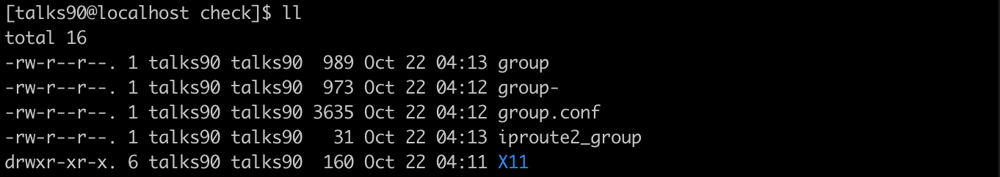 [talks90@localhost check]$ ll
total 16
-rw-r--r--. 1 talks90 talks90  989 Oct 22 04:13 group
-rw-r--r--. 1 talks90 talks90  973 Oct 22 04:12 group-
-rw-r--r--. 1 talks90 talks90 3635 Oct 22 04:12 group.conf
-rw-r--r--. 1 talks90 talks90   31 Oct 22 04:13 iproute2_group
drwxr-xr-x. 6 talks90 talks90  160 Oct 22 04:11 X11